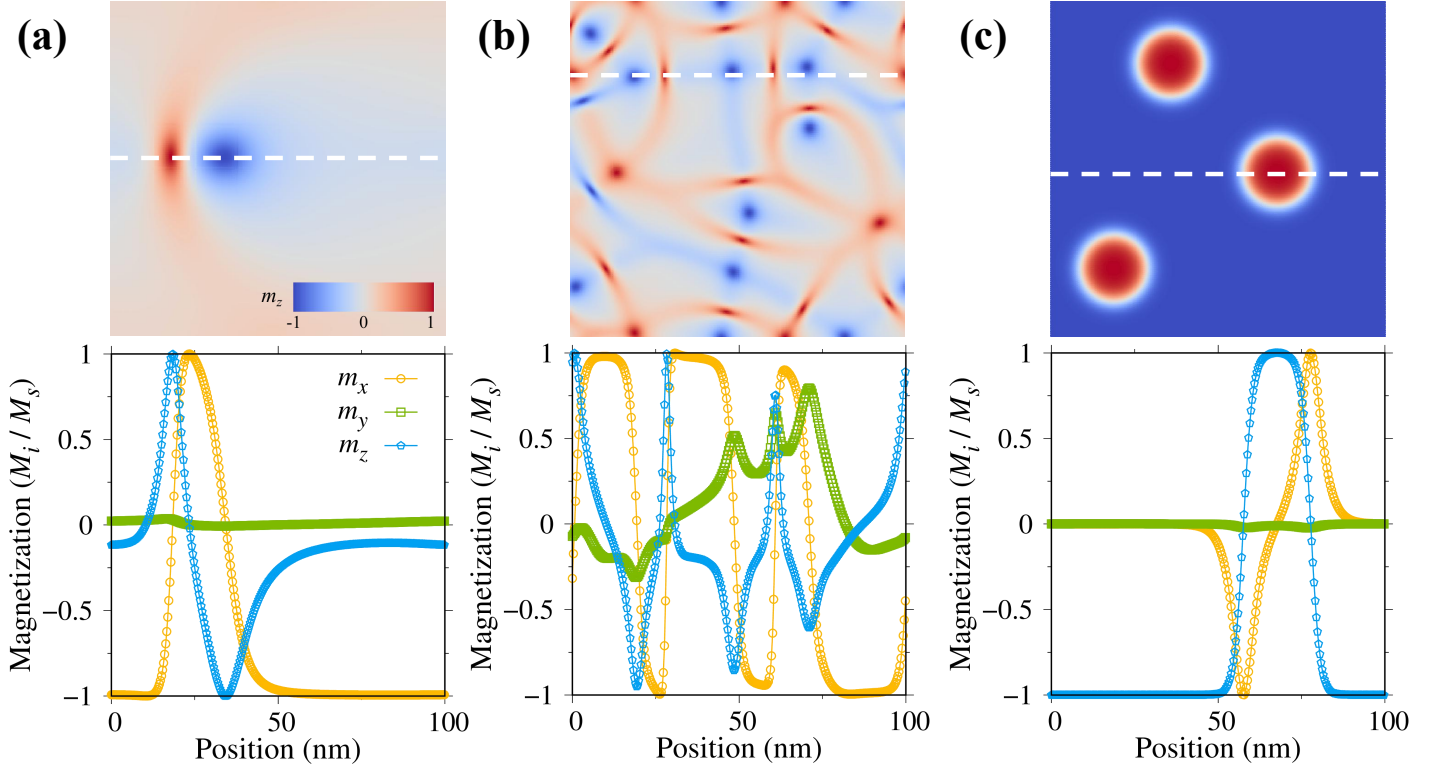 (a) (b) (c)
m_z
-1 0 1
1 1 1
0.5 0.5 0.5
0 0 0
−0.5 −0.5 −0.5
−1 −1 −1
m_x
m_y
m_z
Magnetization (M_i / M_s) Magnetization (M_i / M_s) Magnetization (M_i / M_s)
0 50 100 0 50 100 0 50 100
Position (nm) Position (nm) Position (nm)